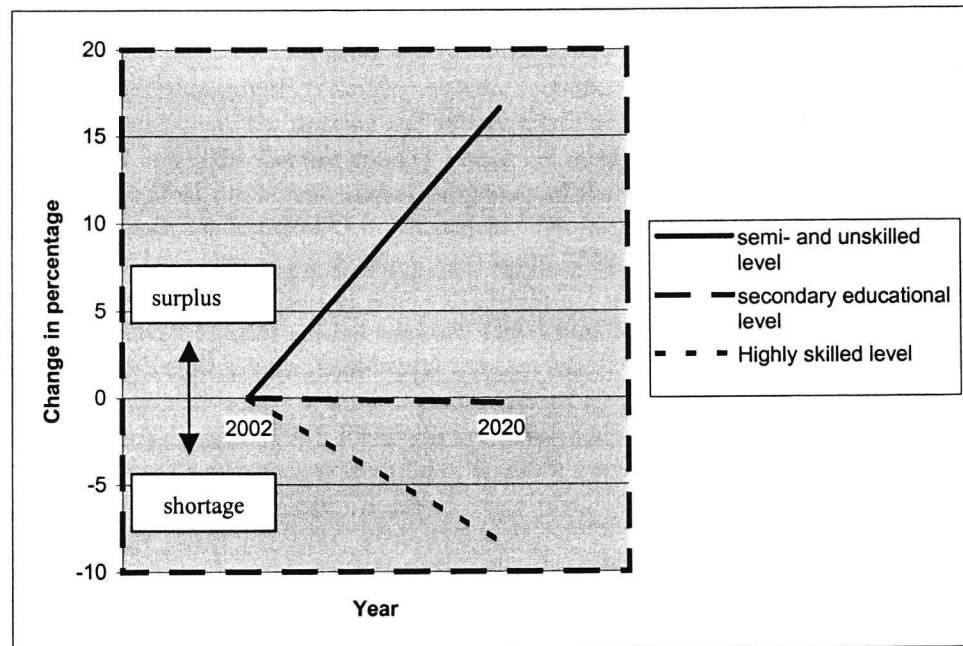 20
15
10
5
0
-5
-10
Change in percentage
surplus
shortage
2002
2020
Year
semi- and unskilled
level
secondary educational
level
Highly skilled level